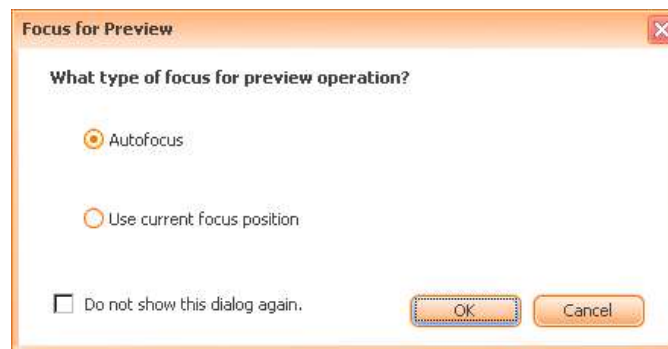 Focus for Preview
What type of focus for preview operation?
Autofocus
Use current focus position
Do not show this dialog again.
OK
Cancel